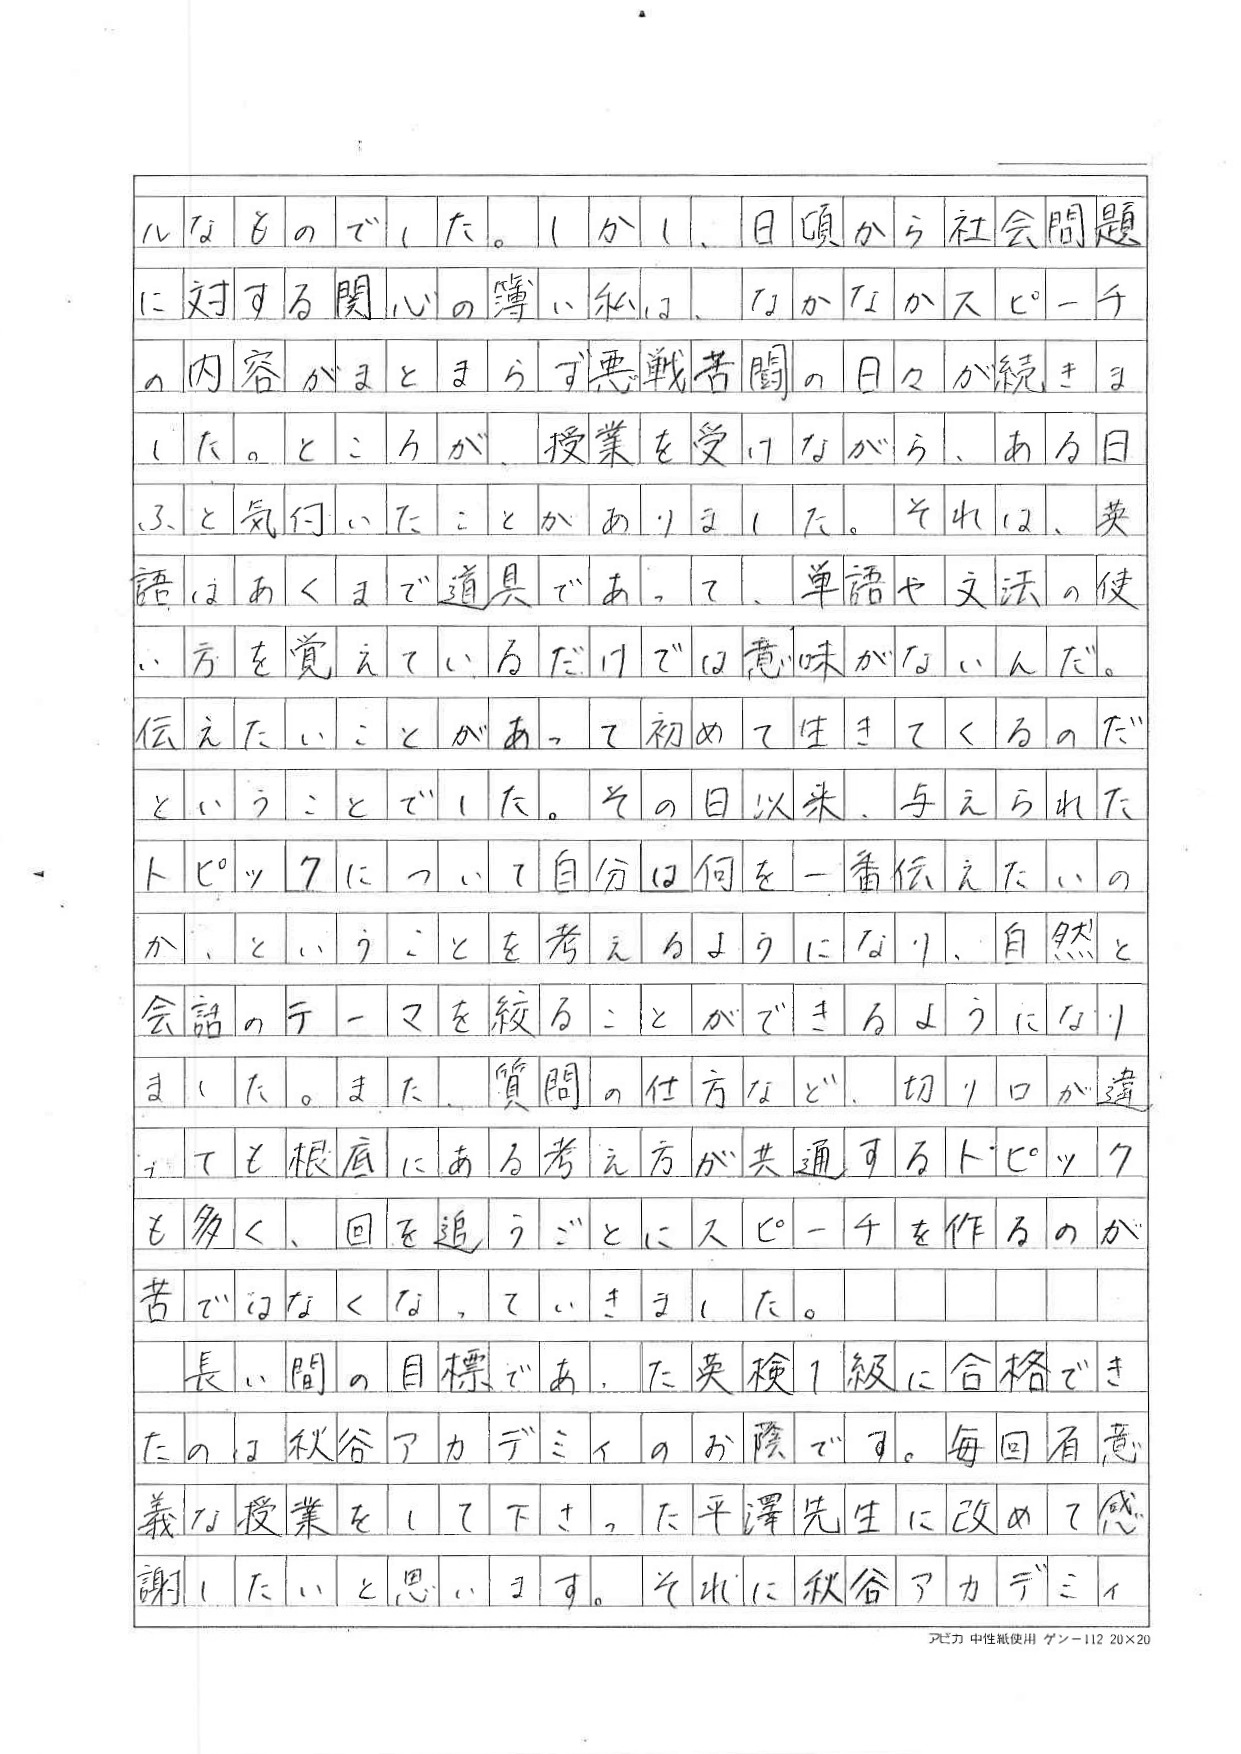 ルなものでした。しかし、日頃から社会問題
に対する関心の薄い私は、なかなかスピーチ
の内容がまとまらず悪戦苦闘の日々が続きま
した。ところが、授業を受けながら、ある日
ふと気付いたことがありました。それは、英
語はあくまで道具であって、単語や文法の使
い方を覚えているだけでは意味がないんだ。
伝えたいことがあって初めて生きてくるのだ
ということでした。その日以来、与えられた
トピックについて自分は何を一番伝えたいの
か、ということを考えるようになり、自然と
会話のテーマを絞ることができるようになり
ました。また、質問の仕方など、切り口が違
っても根底にある考え方が共通するトピック
も多く、回を追うごとにスピーチを作るのが
苦ではなくなっていきました。
長い間の目標であった英検1級に合格でき
たのは秋谷アカデミィのお陰です。毎回有意
義な授業をして下さった平澤先生に改めて感
謝したいと思います。それに秋谷アカデミィ
アピカ 中性紙使用 ゲンー112 20×20